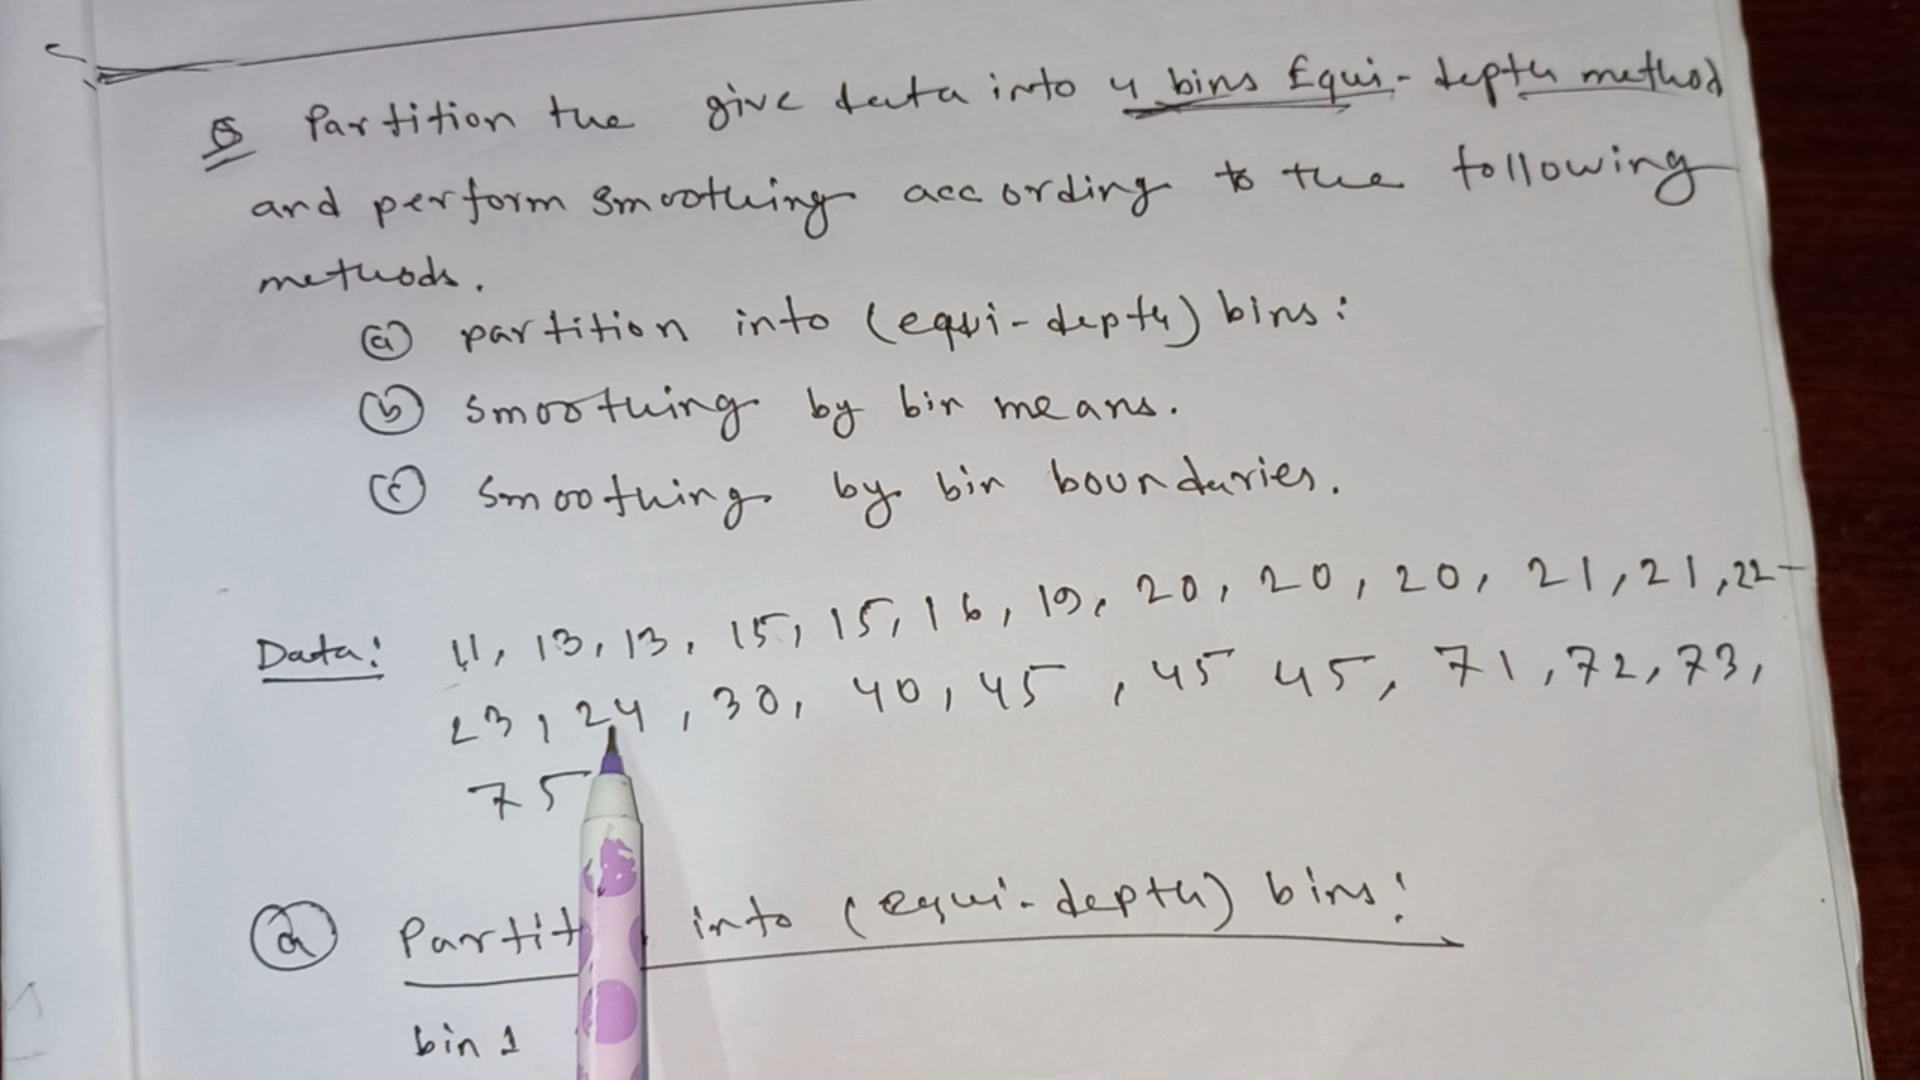 Q Partition the give data into 4 bins Equi-depth method
and perform smoothing according to the following
methods.
(a) partition into (equi-depth) bins:
(b) smoothing by bin means.
(c) smoothing by bin boundaries.
Data: 11, 13, 13, 15, 15, 16, 19, 20, 20, 20, 21, 21, 22
23, 24, 30, 40, 45, 45 45, 71, 72, 73,
75
(a) Partit into (equi-depth) bins:
bin 1